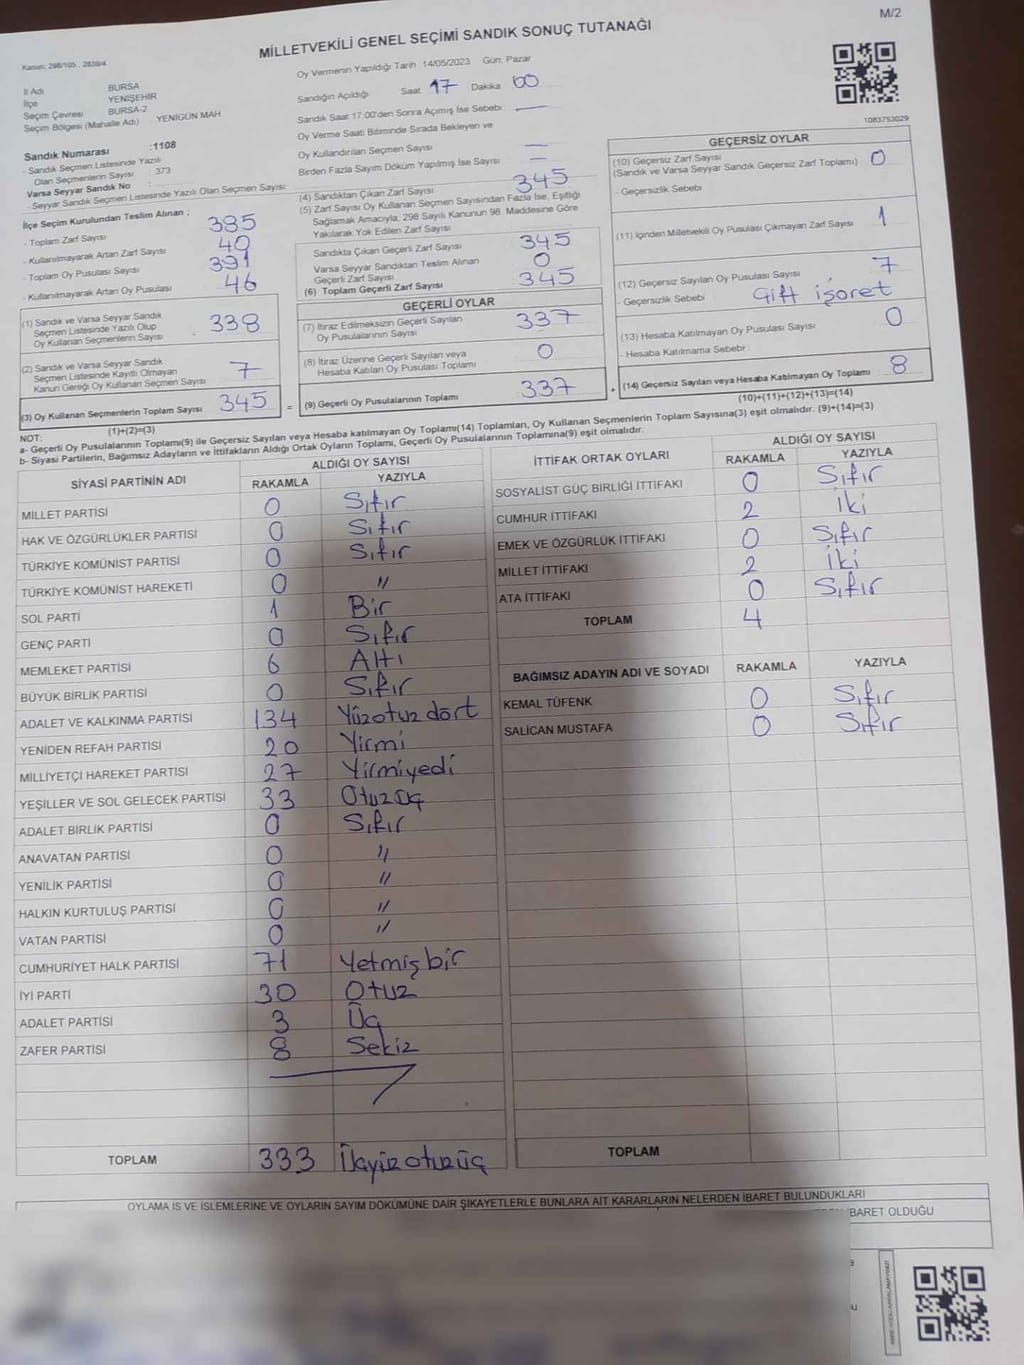 M/2
MİLLETVEKİLİ GENEL SEÇİMİ SANDIK SONUÇ TUTANAĞI
Kanun: 298/105 , 2839/4
İl Adı BURSA
İlçe YENİŞEHİR
Seçim Çevresi BURSA-2
Seçim Bölgesi (Mahalle Adı) YENİGÜN MAH
Sandık Numarası :1108
- Sandık Seçmen Listesinde Yazılı
Olan Seçmenlerin Sayısı : 373
Varsa Seyyar Sandık No :
- Seyyar Sandık Seçmen Listesinde Yazılı Olan Seçmen Sayısı:
Oy Vermenin Yapıldığı Tarih : 14/05/2023 Gün: Pazar
Sandığın Açıldığı Saat 17 Dakika 00
Sandık Saat 17.00'den Sonra Açılmış İse Sebebi —
Oy Verme Saati Bitiminde Sırada Bekleyen ve
Oy Kullandırılan Seçmen Sayısı —
Birden Fazla Sayım Döküm Yapılmış İse Sayısı —
1083753029
İlçe Seçim Kurulundan Teslim Alınan ;
- Toplam Zarf Sayısı 385
- Kullanılmayarak Artan Zarf Sayısı 40
- Toplam Oy Pusulası Sayısı 391
- Kullanılmayarak Artan Oy Pusulası 46
(1) Sandık ve Varsa Seyyar Sandık
Seçmen Listesinde Yazılı Olup
Oy Kullanan Seçmenlerin Sayısı 338
(2) Sandık ve Varsa Seyyar Sandık
Seçmen Listesinde Kayıtlı Olmayan
Kanun Gereği Oy Kullanan Seçmen Sayısı 7
(3) Oy Kullanan Seçmenlerin Toplam Sayısı 345
(1)+(2)=(3)
(4) Sandıktan Çıkan Zarf Sayısı 345
(5) Zarf Sayısı Oy Kullanan Seçmen Sayısından Fazla İse, Eşitliği
Sağlamak Amacıyla, 298 Sayılı Kanunun 98. Maddesine Göre
Yakılarak Yok Edilen Zarf Sayısı
Sandıkta Çıkan Geçerli Zarf Sayısı 345
Varsa Seyyar Sandıktan Teslim Alınan
Geçerli Zarf Sayısı 0
(6) Toplam Geçerli Zarf Sayısı 345
GEÇERLİ OYLAR
(7) İtiraz Edilmeksizin Geçerli Sayılan
Oy Pusulalarının Sayısı 337
(8) İtiraz Üzerine Geçerli Sayılan veya
Hesaba Katılan Oy Pusulası Toplamı 0
= (9) Geçerli Oy Pusulalarının Toplamı 337 +
GEÇERSİZ OYLAR
(10) Geçersiz Zarf Sayısı
(Sandık ve Varsa Seyyar Sandık Geçersiz Zarf Toplamı) 0
- Geçersizlik Sebebi
(11) İçinden Milletvekili Oy Pusulası Çıkmayan Zarf Sayısı 1
(12) Geçersiz Sayılan Oy Pusulası Sayısı 7
- Geçersizlik Sebebi Çift işaret
(13) Hesaba Katılmayan Oy Pusulası Sayısı 0
- Hesaba Katılmama Sebebi
(14) Geçersiz Sayılan veya Hesaba Katılmayan Oy Toplamı 8
(10)+(11)+(12)+(13)=(14)
NOT:
a- Geçerli Oy Pusulalarının Toplamı(9) ile Geçersiz Sayılan veya Hesaba katılmayan Oy Toplamı(14) Toplamları, Oy Kullanan Seçmenlerin Toplam Sayısına(3) eşit olmalıdır. (9)+(14)=(3)
b- Siyasi Partilerin, Bağımsız Adayların ve İttifakların Aldığı Ortak Oyların Toplamı, Geçerli Oy Pusulalarının Toplamına(9) eşit olmalıdır.
SİYASİ PARTİNİN ADI ALDIĞI OY SAYISI
RAKAMLA YAZIYLA
MİLLET PARTİSİ 0 Sıfır
HAK VE ÖZGÜRLÜKLER PARTİSİ 0 Sıfır
TÜRKİYE KOMÜNİST PARTİSİ 0 Sıfır
TÜRKİYE KOMÜNİST HAREKETİ 0 "
SOL PARTİ 1 Bir
GENÇ PARTİ 0 Sıfır
MEMLEKET PARTİSİ 6 Altı
BÜYÜK BİRLİK PARTİSİ 0 Sıfır
ADALET VE KALKINMA PARTİSİ 134 Yüzotuz dört
YENİDEN REFAH PARTİSİ 20 Yirmi
MİLLİYETÇİ HAREKET PARTİSİ 27 Yirmiyedi
YEŞİLLER VE SOL GELECEK PARTİSİ 33 Otuzüç
ADALET BİRLİK PARTİSİ 0 Sıfır
ANAVATAN PARTİSİ 0 "
YENİLİK PARTİSİ 0 "
HALKIN KURTULUŞ PARTİSİ 0 "
VATAN PARTİSİ 0 "
CUMHURİYET HALK PARTİSİ 71 Yetmiş bir
İYİ PARTİ 30 Otuz
ADALET PARTİSİ 3 Üç
ZAFER PARTİSİ 8 Sekiz
TOPLAM 333 Üçyüzotuzüç
İTTİFAK ORTAK OYLARI ALDIĞI OY SAYISI
RAKAMLA YAZIYLA
SOSYALİST GÜÇ BİRLİĞİ İTTİFAKI 0 Sıfır
CUMHUR İTTİFAKI 2 İki
EMEK VE ÖZGÜRLÜK İTTİFAKI 0 Sıfır
MİLLET İTTİFAKI 2 İki
ATA İTTİFAKI 0 Sıfır
TOPLAM 4
BAĞIMSIZ ADAYIN ADI VE SOYADI RAKAMLA YAZIYLA
KEMAL TÜFENK 0 Sıfır
SALİCAN MUSTAFA 0 Sıfır
TOPLAM
OYLAMA İŞ VE İŞLEMLERİNE VE OYLARIN SAYIM DÖKÜMÜNE DAİR ŞİKAYETLERLE BUNLARA AİT KARARLARIN NELERDEN İBARET BULUNDUKLARI
İBARET OLDUĞU